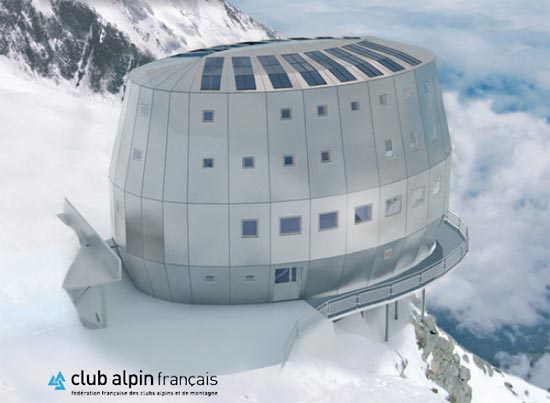 club alpin français
fédération française des clubs alpins et de montagne